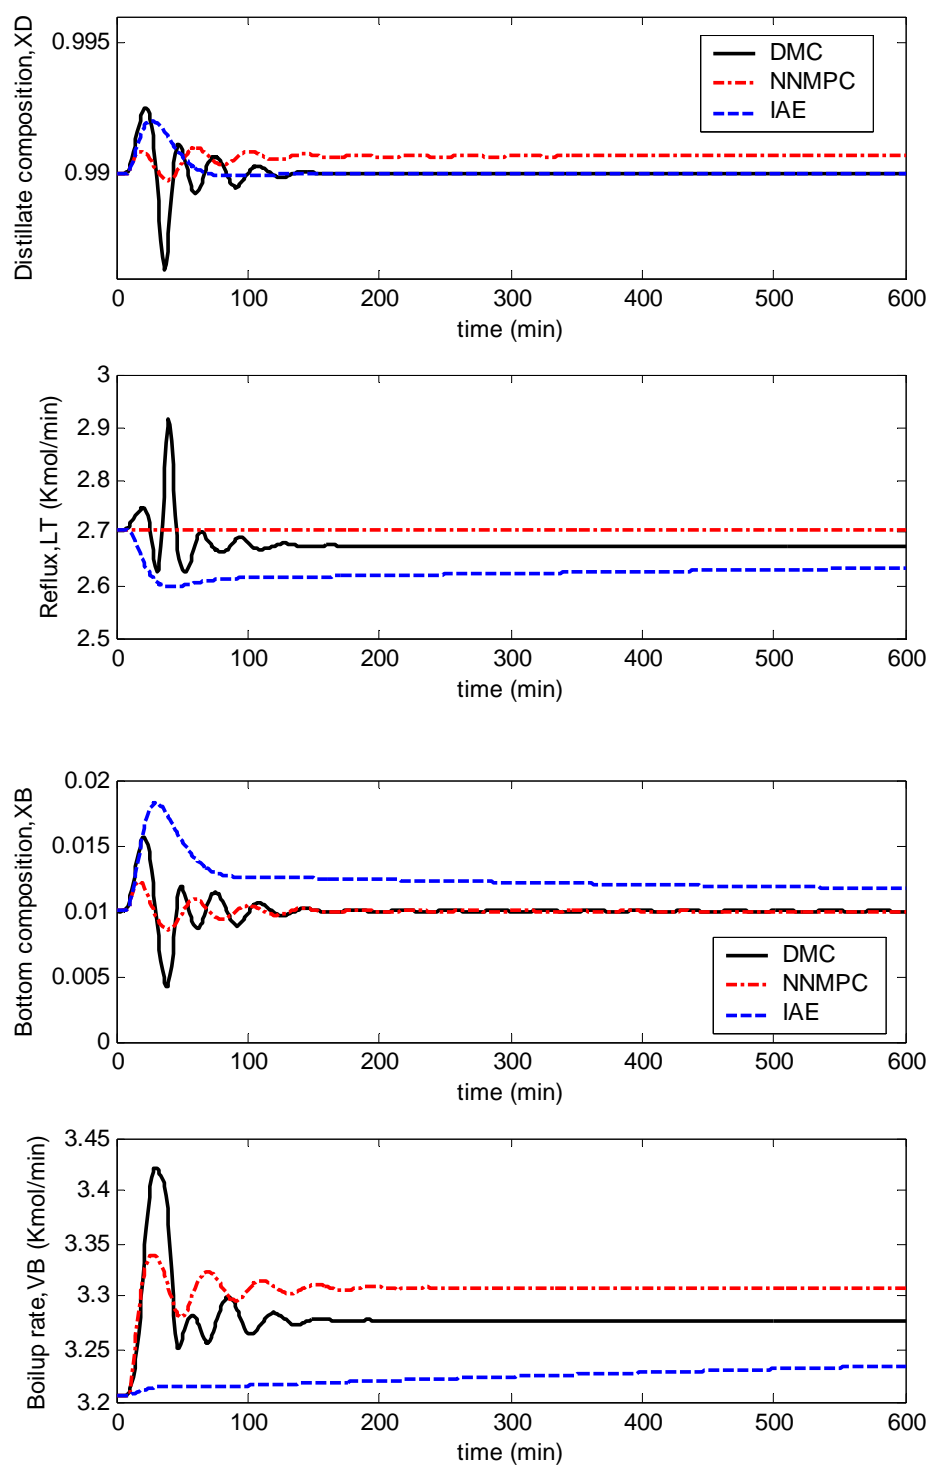 Distillate composition,XD
0.995
0.99
DMC
NNMPC
IAE
0 100 200 300 400 500 600
time (min)
Reflux,LT (Kmol/min)
3
2.9
2.8
2.7
2.6
2.5
0 100 200 300 400 500 600
time (min)
Bottom composition,XB
0.02
0.015
0.01
0.005
0
DMC
NNMPC
IAE
0 100 200 300 400 500 600
time (min)
Boilup rate,VB (Kmol/min)
3.45
3.4
3.35
3.3
3.25
3.2
0 100 200 300 400 500 600
time (min)